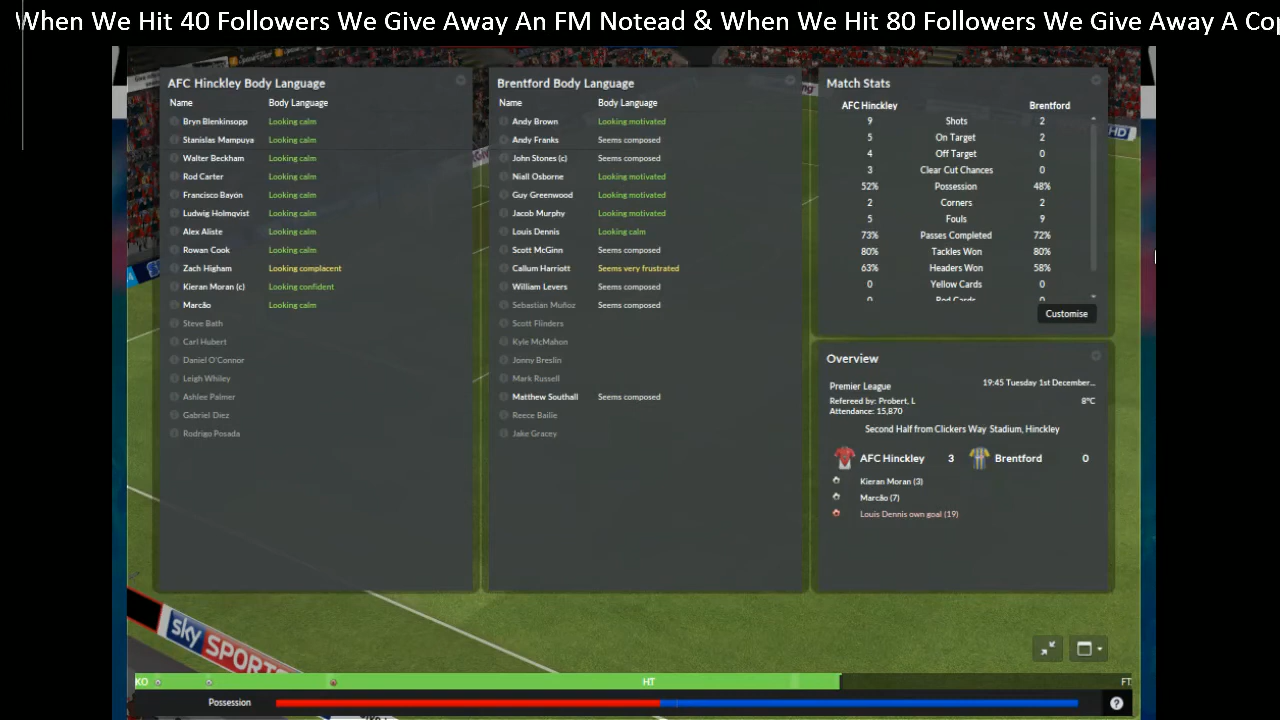 When We Hit 40 Followers We Give Away An FM Notead & When We Hit 80 Followers We Give Away A Cop
AFC Hinckley Body Language
Name Body Language
Bryn Blenkinsopp Looking calm
Stanislas Mampuya Looking calm
Walter Beckham Looking calm
Rod Carter Looking calm
Francisco Bayón Looking calm
Ludwig Holmqvist Looking calm
Alex Aliste Looking calm
Rowan Cook Looking calm
Zach Higham Looking complacent
Kieran Moran (c) Looking confident
Marcão Looking calm
Steve Bath
Carl Hubert
Daniel O'Connor
Leigh Whiley
Ashlee Palmer
Gabriel Díez
Rodrigo Posada
Brentford Body Language
Name Body Language
Andy Brown Looking motivated
Andy Franks Seems composed
John Stones (c) Seems composed
Niall Osborne Looking motivated
Guy Greenwood Looking motivated
Jacob Murphy Looking motivated
Louis Dennis Looking calm
Scott McGinn Seems composed
Callum Harriott Seems very frustrated
William Levers Seems composed
Sebastian Muñoz Seems composed
Scott Flinders
Kyle McMahon
Jonny Breslin
Mark Russell
Matthew Southall Seems composed
Reece Bailie
Jake Gracey
Match Stats
AFC Hinckley Brentford
9 Shots 2
5 On Target 2
4 Off Target 0
3 Clear Cut Chances 0
52% Possession 48%
2 Corners 2
5 Fouls 9
73% Passes Completed 72%
80% Tackles Won 80%
63% Headers Won 58%
0 Yellow Cards 0
0 Red Cards 0
Customise
HD
Overview
Premier League 19:45 Tuesday 1st December...
Refereed by: Probert, L 8°C
Attendance: 15,870
Second Half from Clickers Way Stadium, Hinckley
AFC Hinckley 3 Brentford 0
Kieran Moran (3)
Marcão (7)
Louis Dennis own goal (19)
sky SPORTS
KO HT FT
Possession ?